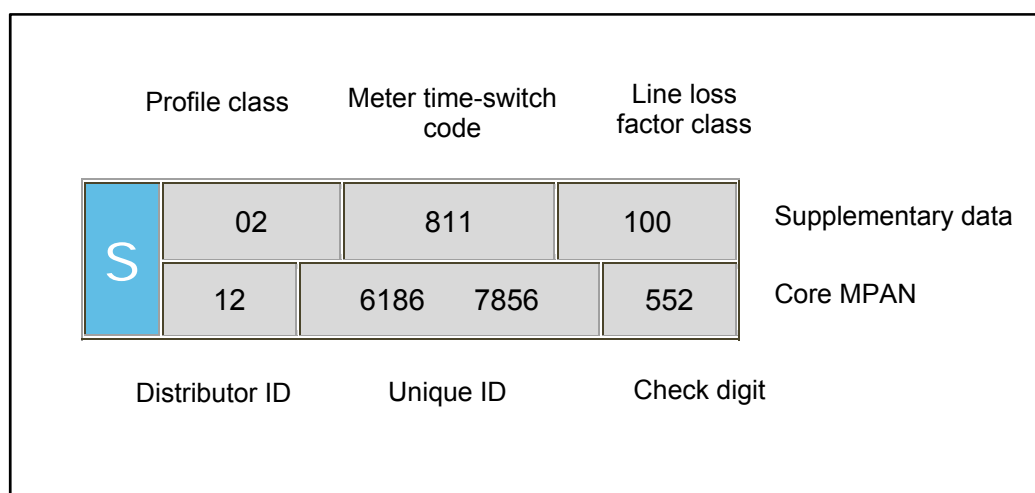 Profile class Meter time-switch code Line loss factor class
S
02 811 100 Supplementary data
12 6186 7856 552 Core MPAN
Distributor ID Unique ID Check digit